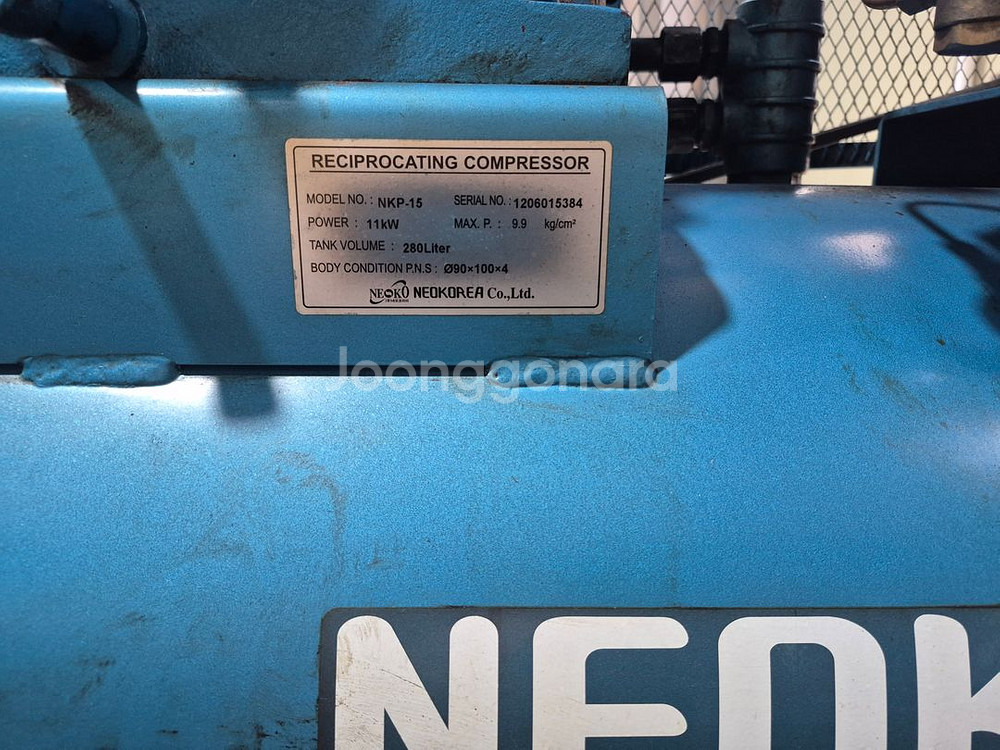 RECIPROCATING COMPRESSOR
MODEL NO. : NKP-15 SERIAL NO. : 1206015384
POWER : 11kW MAX. P. : 9.9 kg/cm²
TANK VOLUME : 280Liter
BODY CONDITION P.N.S : Ø90×100×4
NEOKO NEOKOREA Co.,Ltd.
Joonggonara
NEOK